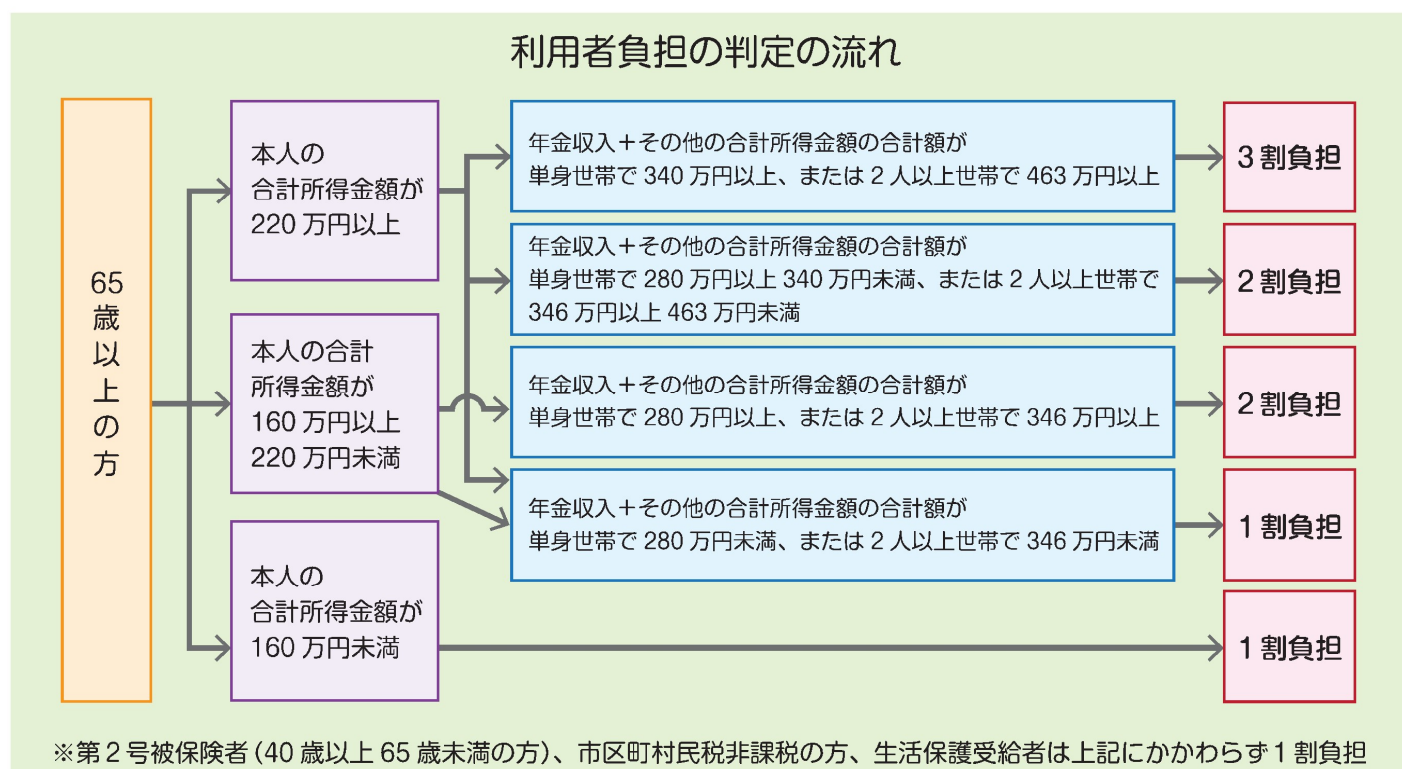 利用者負担の判定の流れ
65歳以上の方
本人の
合計所得金額が
220万円以上
年金収入+その他の合計所得金額の合計額が
単身世帯で340万円以上、または2人以上世帯で463万円以上
3割負担
年金収入+その他の合計所得金額の合計額が
単身世帯で280万円以上340万円未満、または2人以上世帯で
346万円以上463万円未満
2割負担
本人の合計
所得金額が
160万円以上
220万円未満
年金収入+その他の合計所得金額の合計額が
単身世帯で280万円以上、または2人以上世帯で346万円以上
2割負担
年金収入+その他の合計所得金額の合計額が
単身世帯で280万円未満、または2人以上世帯で346万円未満
1割負担
本人の
合計所得金額が
160万円未満
1割負担
※第2号被保険者(40歳以上65歳未満の方)、市区町村民税非課税の方、生活保護受給者は上記にかかわらず1割負担